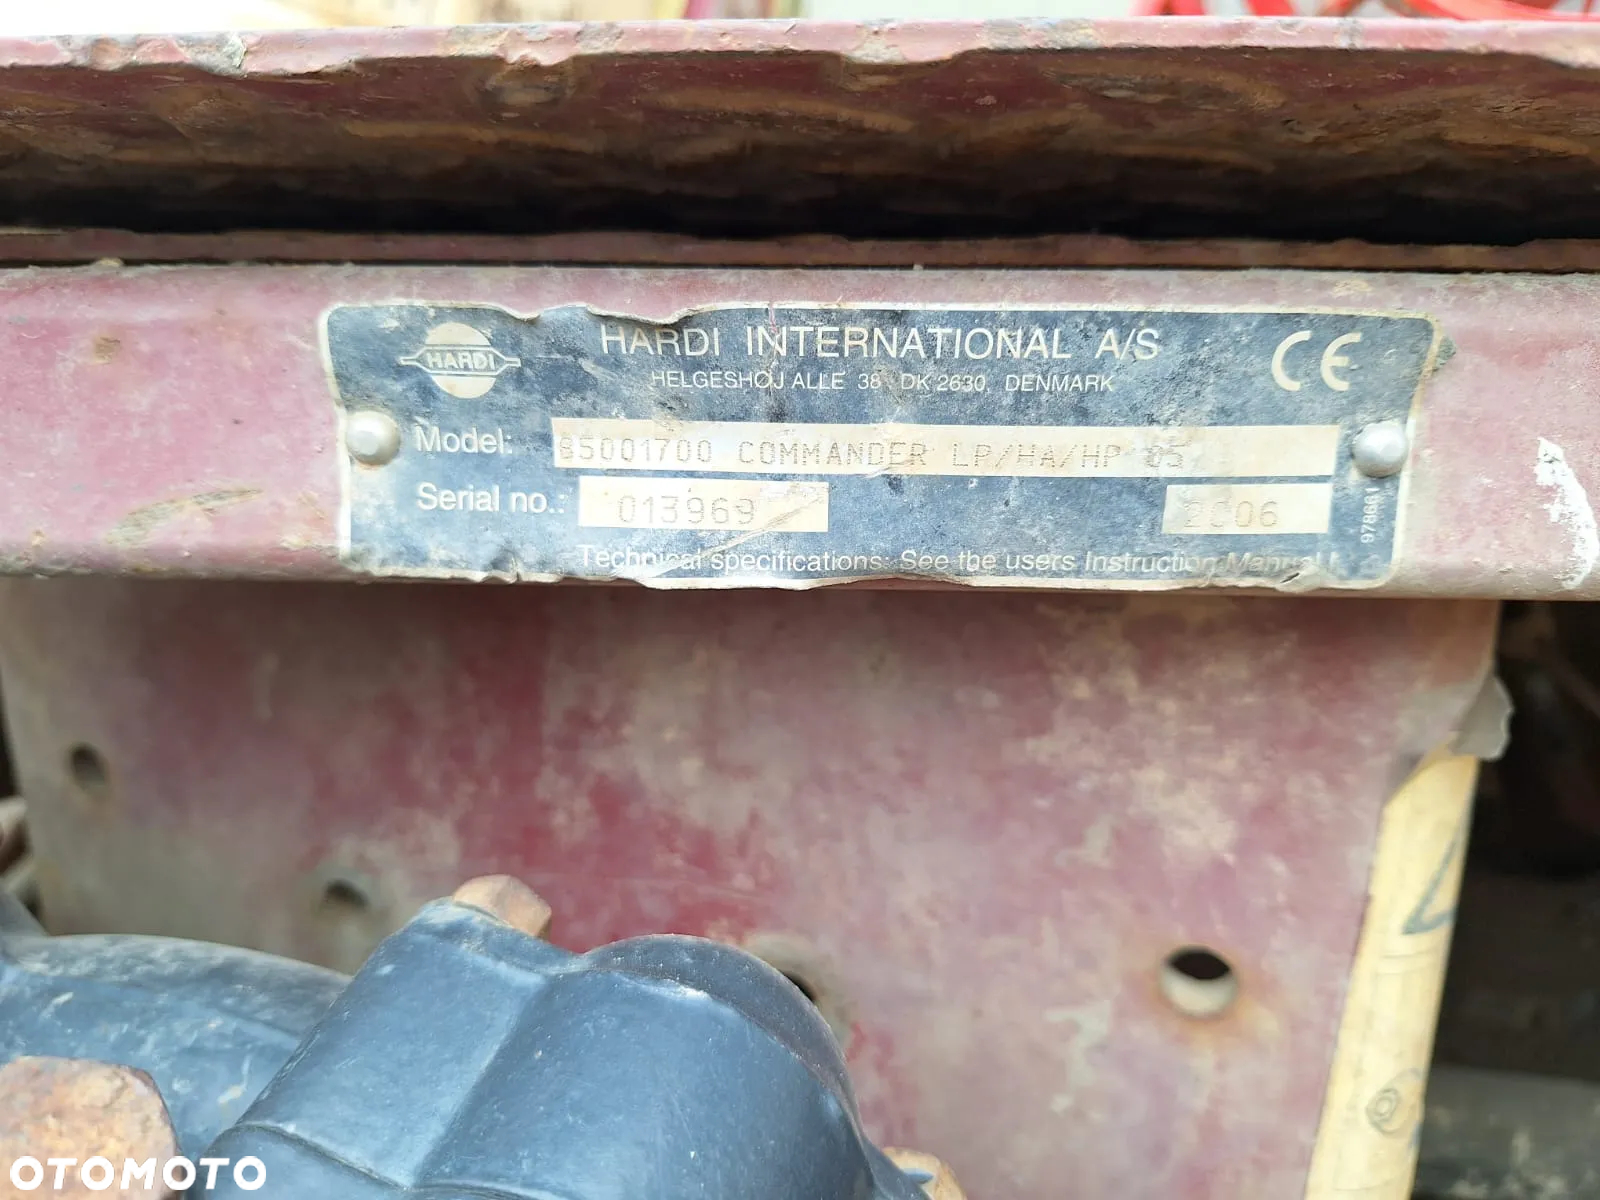 HARDI
HARDI INTERNATIONAL A/S
HELGESHOJ ALLE 38, DK 2630, DENMARK
CE
Model: 85001700 COMMANDER LP/HA/HP 05
Serial no.: 013969 2006
978661
Technical specifications: See the users Instruction Manual !
OTOMOTO